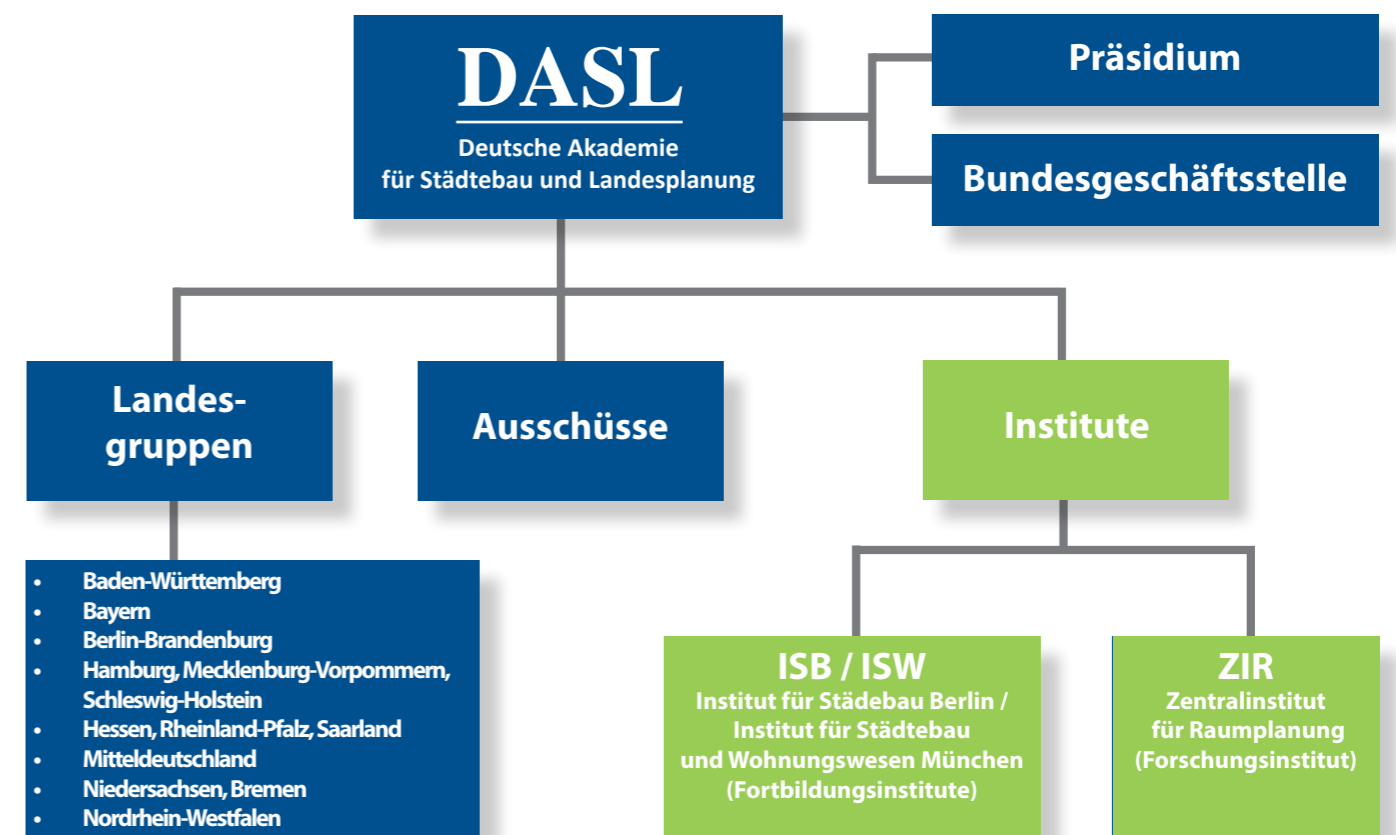 DASL
Deutsche Akademie
für Städtebau und Landesplanung
Präsidium
Bundesgeschäftsstelle
Landes-
gruppen
Ausschüsse
Institute
• Baden-Württemberg
• Bayern
• Berlin-Brandenburg
• Hamburg, Mecklenburg-Vorpommern,
Schleswig-Holstein
• Hessen, Rheinland-Pfalz, Saarland
• Mitteldeutschland
• Niedersachsen, Bremen
• Nordrhein-Westfalen
ISB / ISW
Institut für Städebau Berlin /
Institut für Städtebau
und Wohnungswesen München
(Fortbildungsinstitute)
ZIR
Zentralinstitut
für Raumplanung
(Forschungsinstitut)